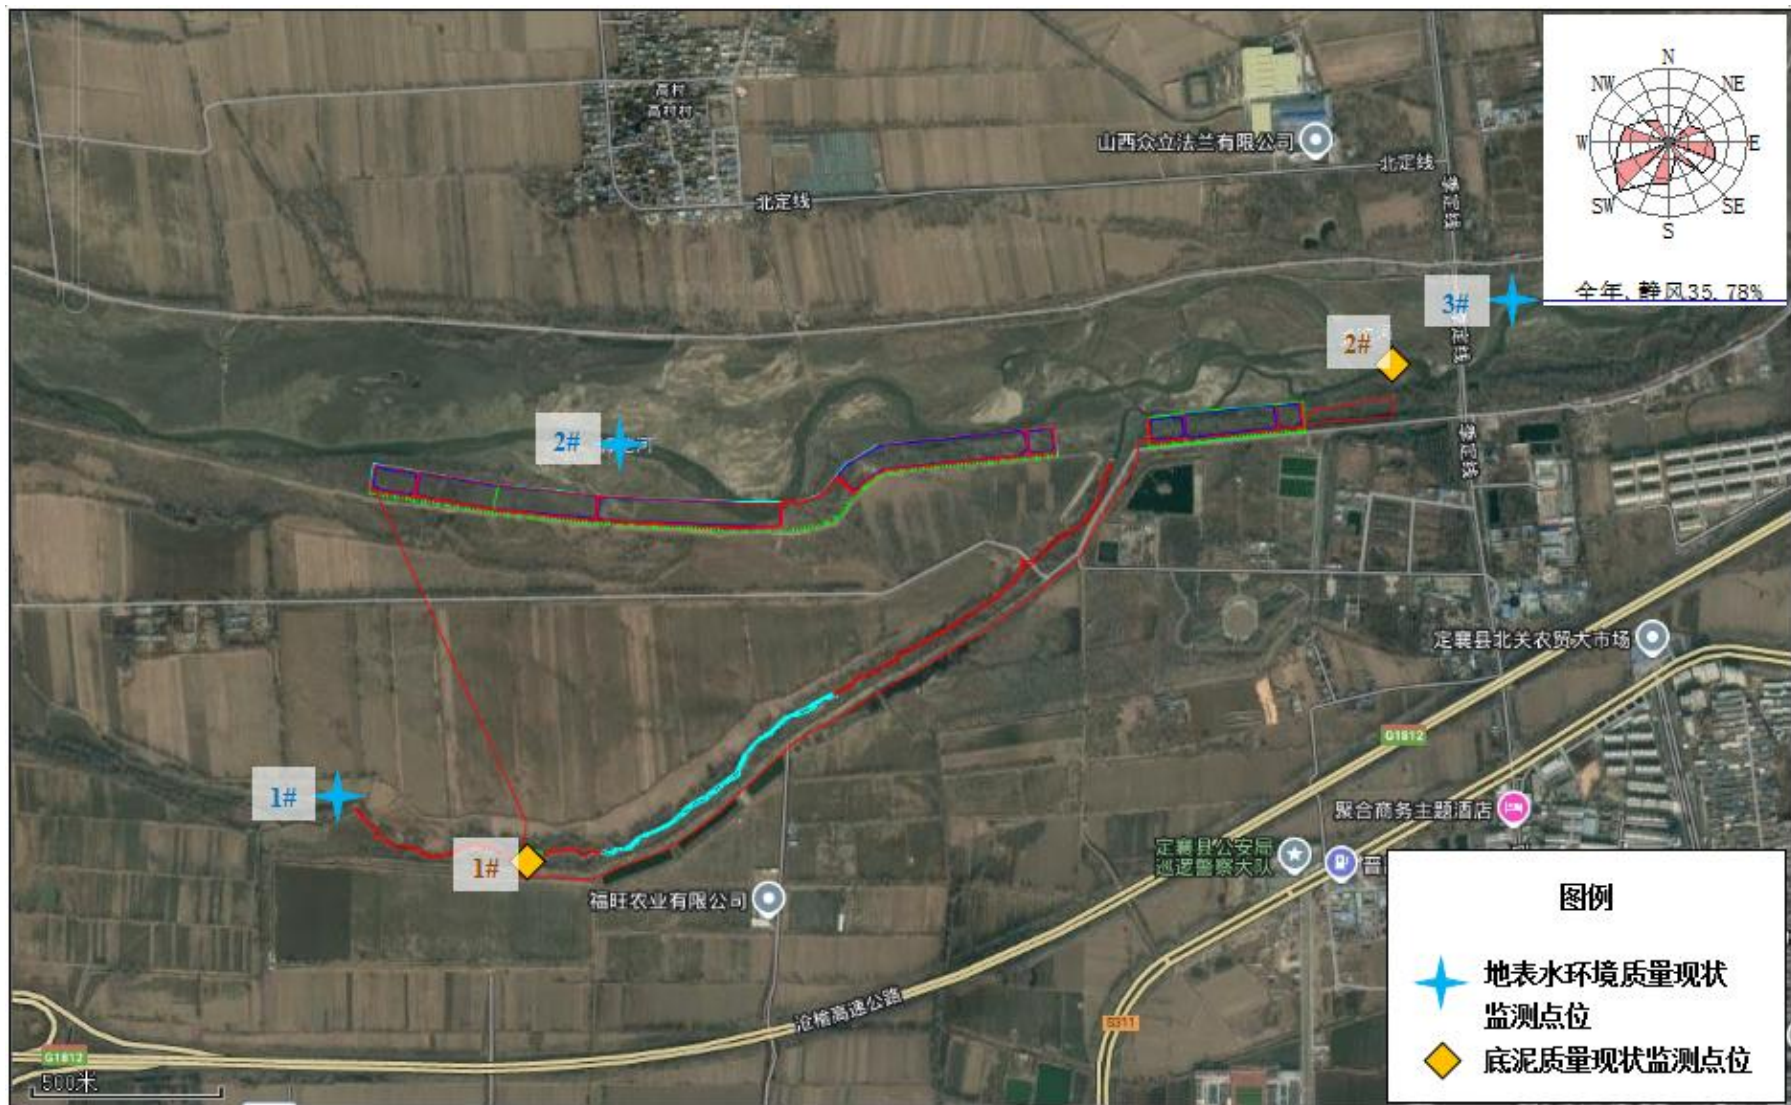 高村
高村村
山西众立法兰有限公司
北定线
北定线
N
NW
NE
W
E
SW
SE
S
全年,静风35.78%
3#
2#
2#
定襄县北关农贸大市场
G1812
1#
1#
聚合商务主题酒店
定襄县公安局
巡逻警察大队
福旺农业有限公司
沧榆高速公路
S311
G1812
500米
图例
地表水环境质量现状
监测点位
底泥质量现状监测点位